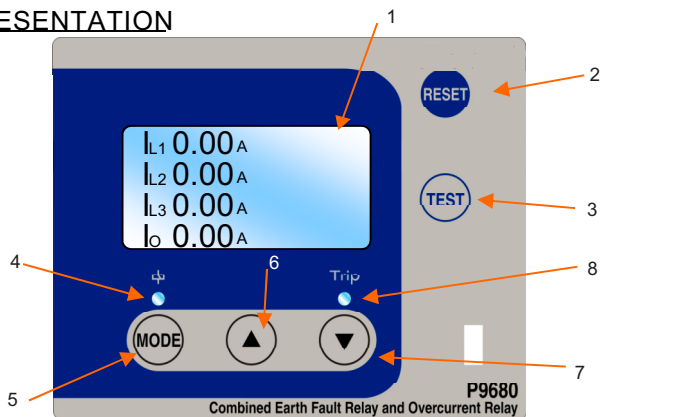 ESENTATION
1
RESET
2
IL1 0.00 A
IL2 0.00 A
IL3 0.00 A
IO 0.00 A
TEST
3
4
6
Trip
8
MODE
5
7
P9680
Combined Earth Fault Relay and Overcurrent Relay